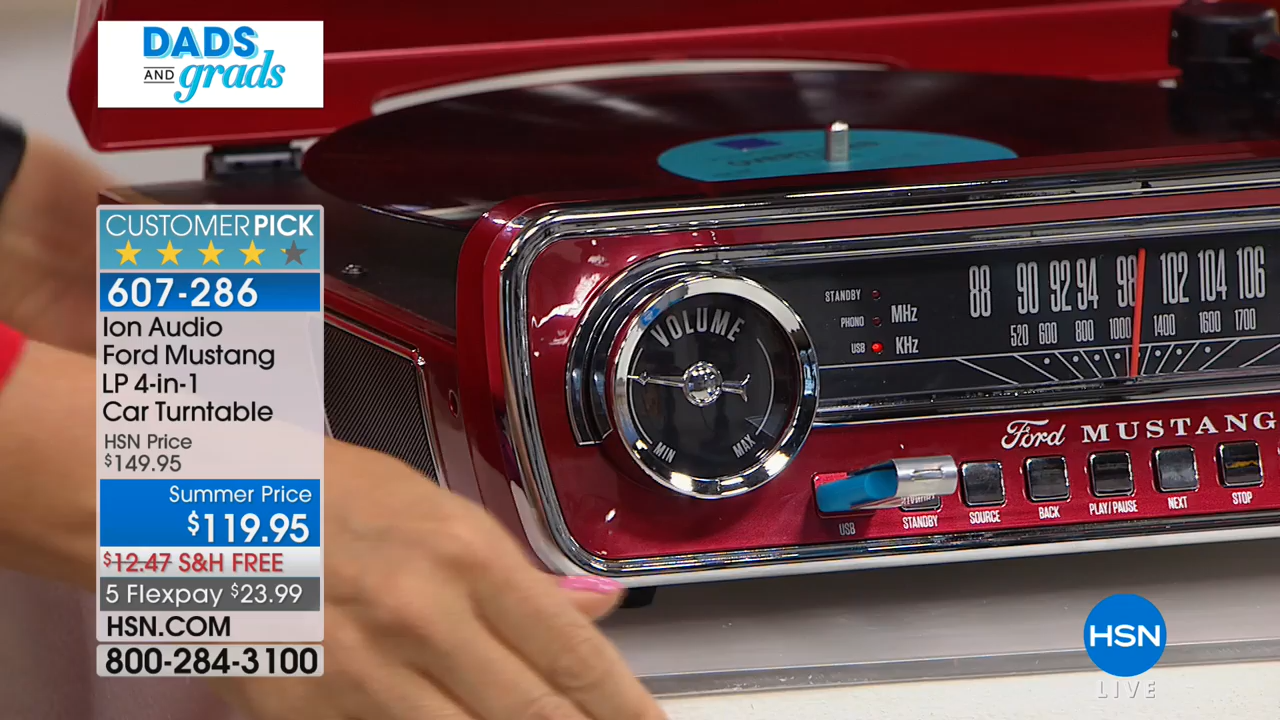 DADS
AND grads
CUSTOMER PICK
607-286
Ion Audio
Ford Mustang
LP 4-in-1
Car Turntable
HSN Price
$149.95
Summer Price
$119.95
$12.47 S&H FREE
5 Flexpay $23.99
HSN.COM
800-284-3100
VOLUME
MIN MAX
STANDBY
PHONO MHz
USB KHz
88 90 92 94 98 102 104 106
520 600 800 1000 1400 1600 1700
Ford MUSTANG
USB STANDBY SOURCE BACK PLAY/PAUSE NEXT STOP
HSN
LIVE